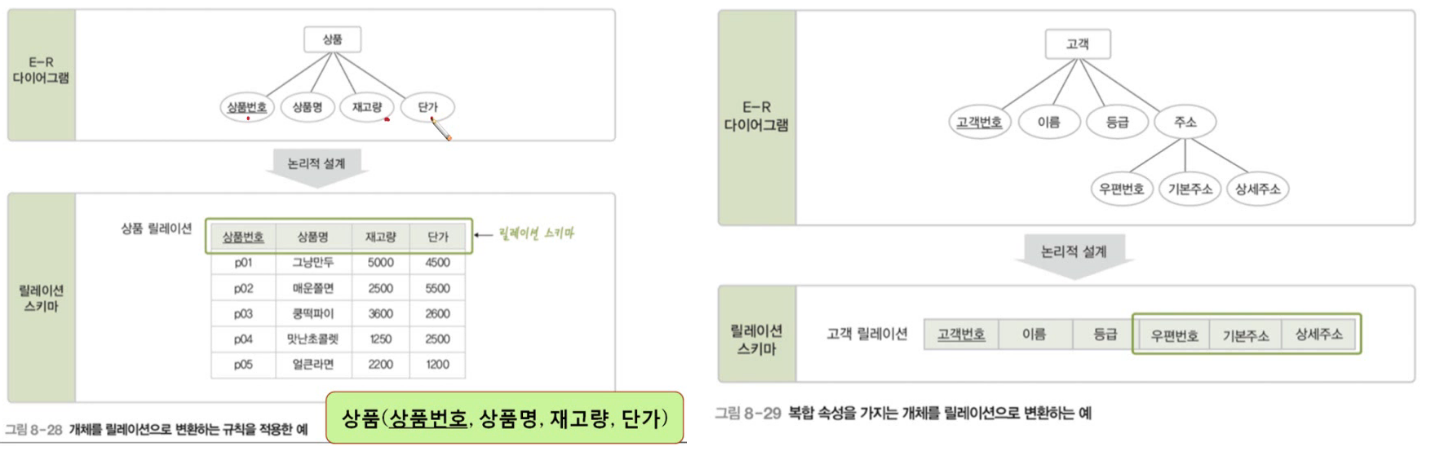 E-R
다이어그램
상품
상품번호 상품명 재고량 단가
논리적 설계
릴레이션
스키마
상품 릴레이션
상품번호 상품명 재고량 단가
릴레이션 스키마
p01 그냥만두 5000 4500
p02 매운쫄면 2500 5500
p03 쿵떡파이 3600 2600
p04 맛난초콜렛 1250 2500
p05 얼큰라면 2200 1200
상품(상품번호, 상품명, 재고량, 단가)
그림 8-28 개체를 릴레이션으로 변환하는 규칙을 적용한 예
E-R
다이어그램
고객
고객번호 이름 등급 주소
우편번호 기본주소 상세주소
논리적 설계
릴레이션
스키마
고객 릴레이션
고객번호 이름 등급 우편번호 기본주소 상세주소
그림 8-29 복합 속성을 가지는 개체를 릴레이션으로 변환하는 예